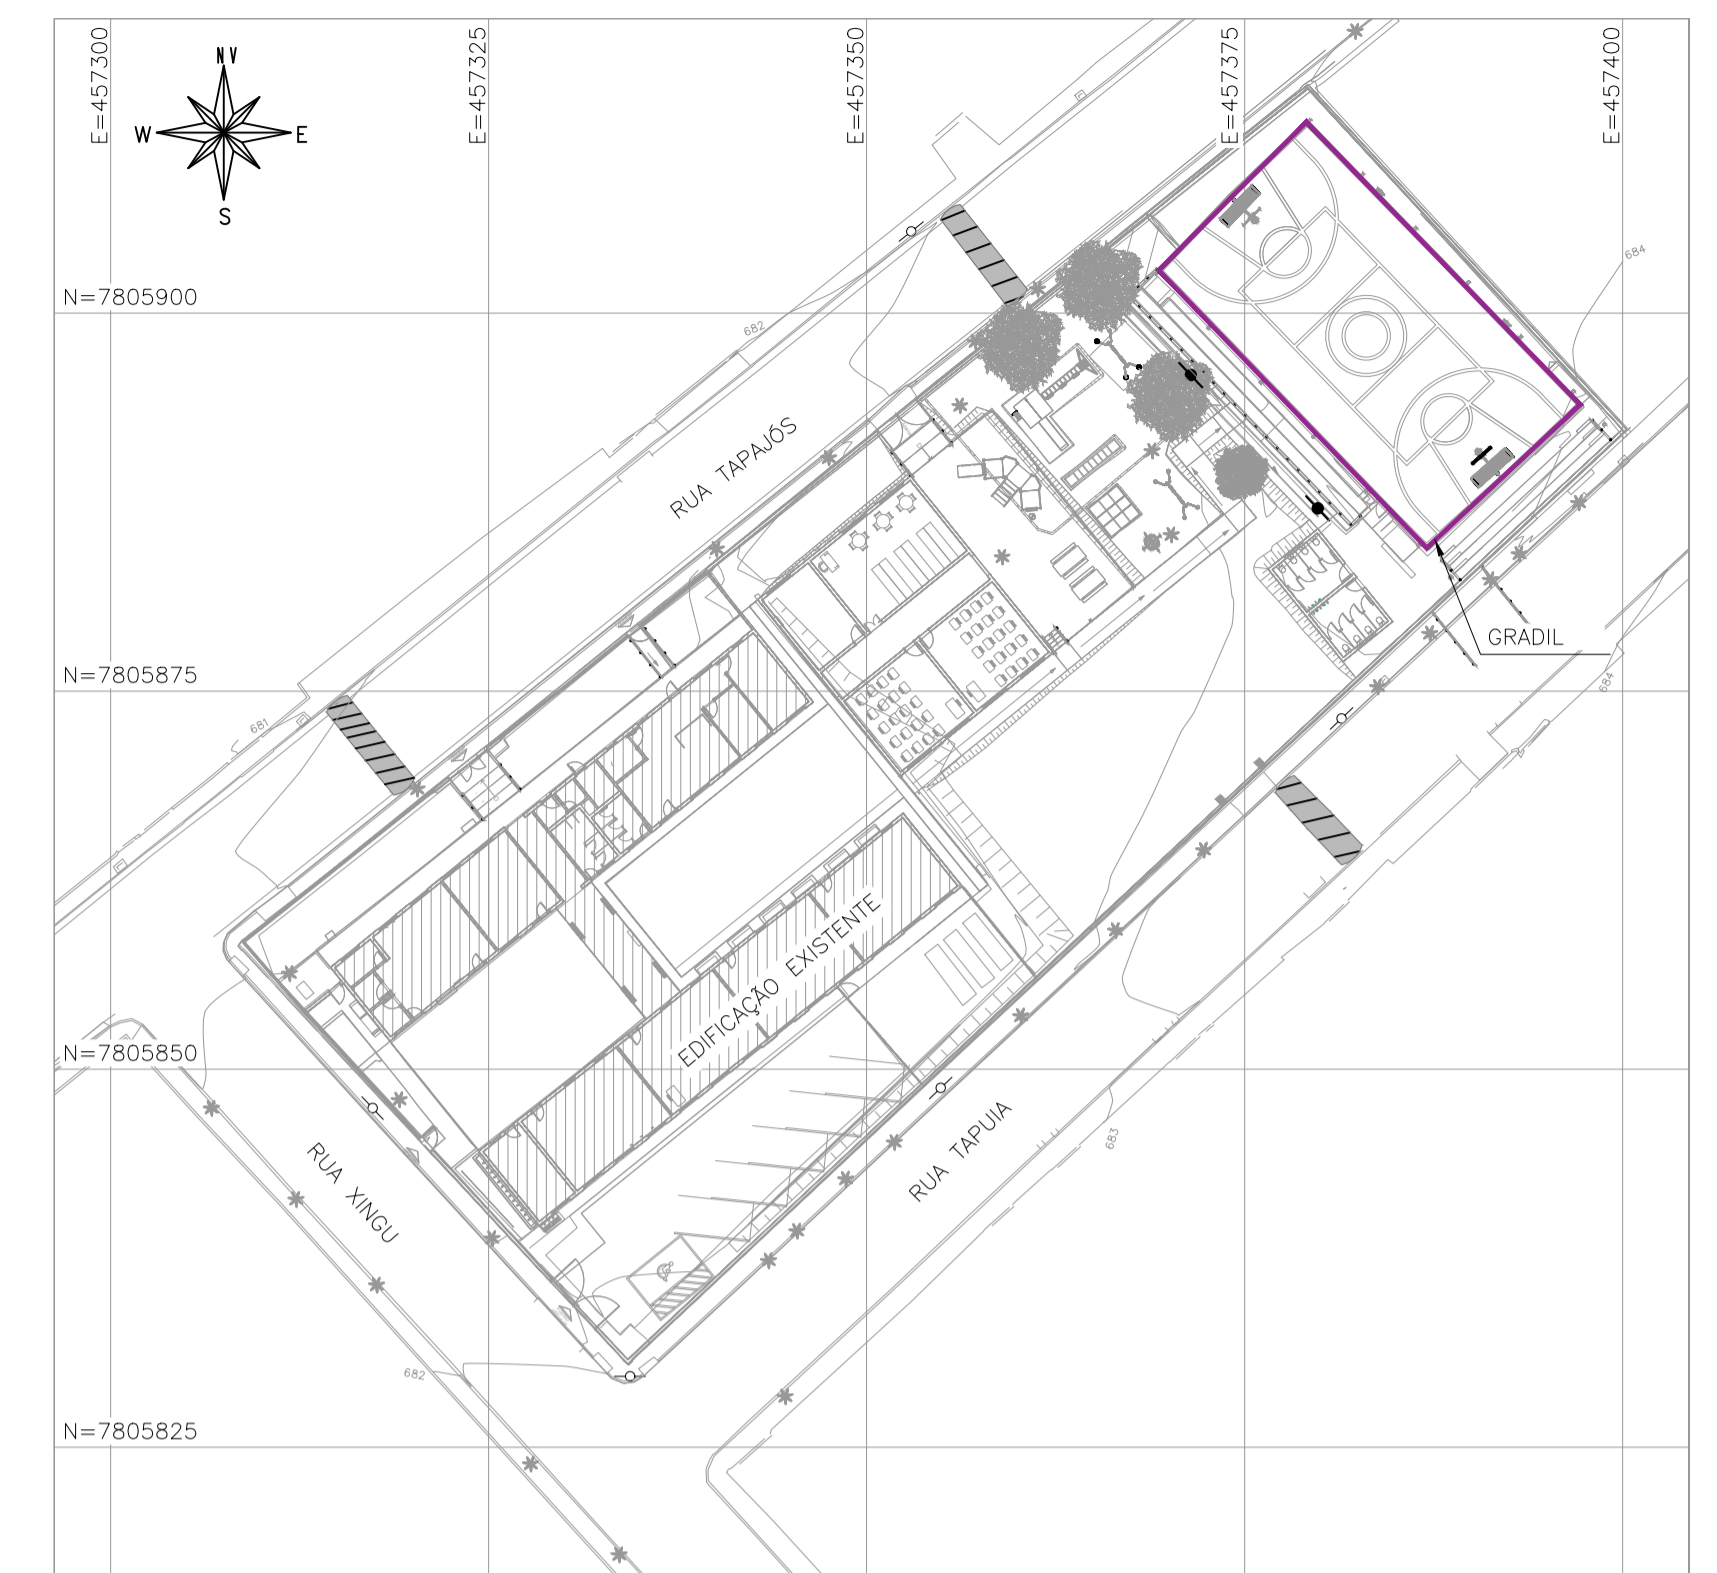 E=457300
E=457325
E=457350
E=457375
E=457400
NV
W
E
S
684
N=7805900
682
RUA TAPAJÓS
GRADIL
N=7805875
684
681
EDIFICAÇÃO EXISTENTE
N=7805850
RUA XINGU
RUA TAPUIA
683
682
N=7805825